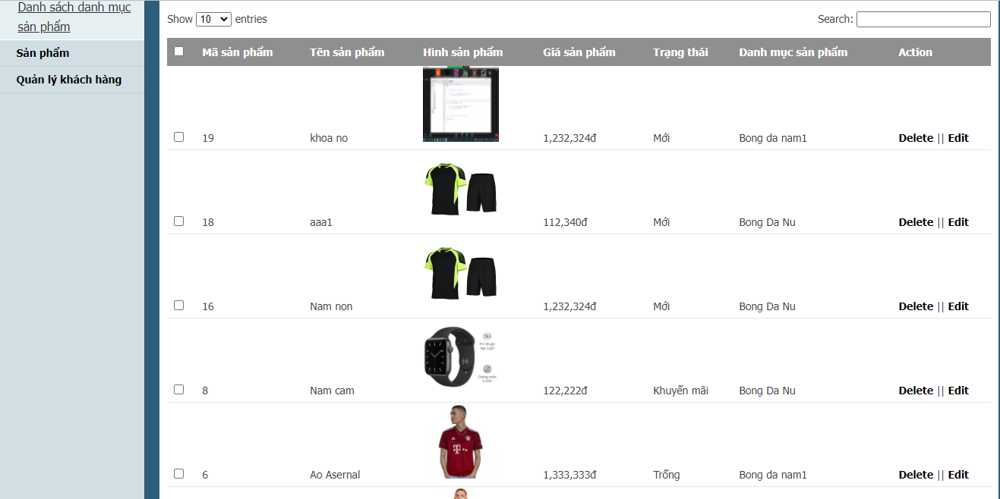 Danh sách danh mục
sản phẩm
Sản phẩm
Quản lý khách hàng
Show 10 entries
Search:
Mã sản phẩm Tên sản phẩm Hình sản phẩm Giá sản phẩm Trạng thái Danh mục sản phẩm Action
19 khoa no 1,232,324đ Mới Bong da nam1 Delete || Edit
18 aaa1 112,340đ Mới Bong Da Nu Delete || Edit
16 Nam non 1,232,324đ Mới Bong Da Nu Delete || Edit
8 Nam cam 122,222đ Khuyến mãi Bong Da Nu Delete || Edit
6 Ao Asernal 1,333,333đ Trống Bong da nam1 Delete || Edit